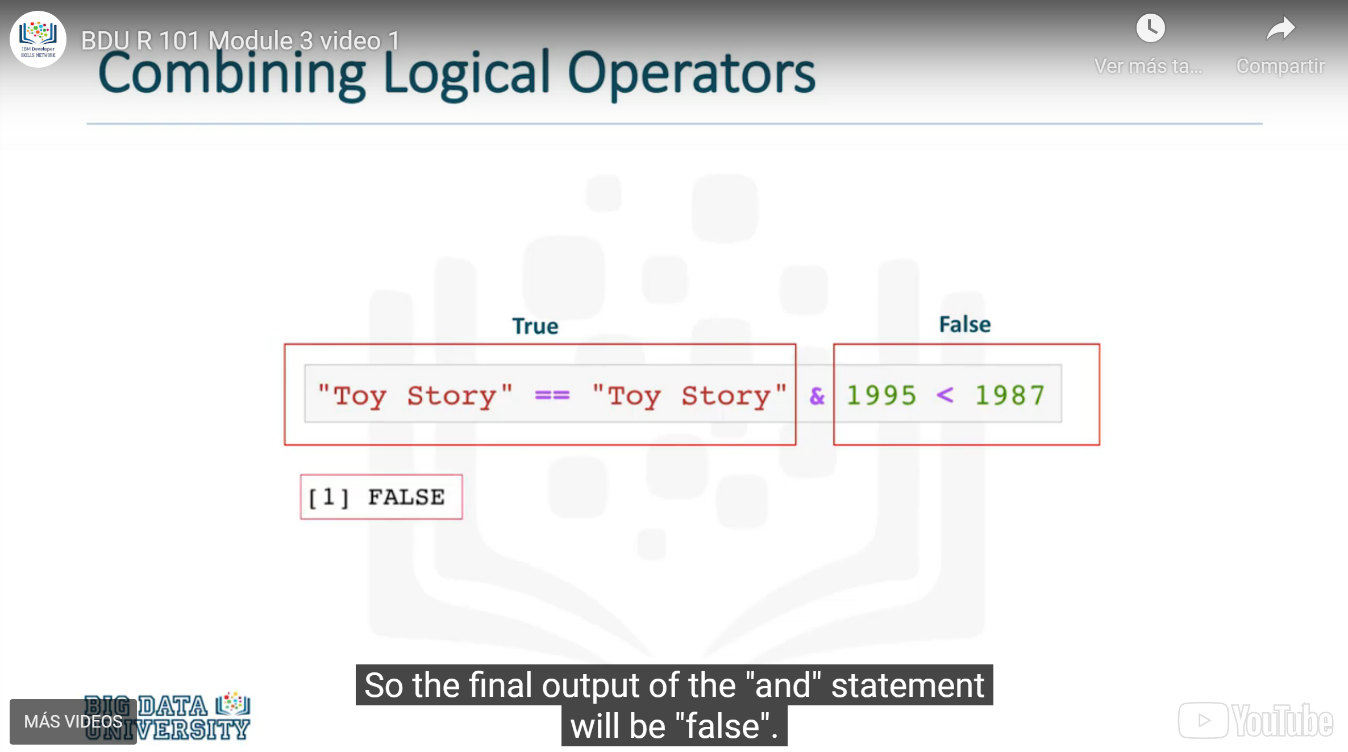 BDU R 101 Module 3 video 1
Ver más ta...
Compartir
Combining Logical Operators
True
False
"Toy Story" == "Toy Story" & 1995 < 1987
[1] FALSE
So the final output of the "and" statement
will be "false".
BIG DATA
UNIVERSITY
MÁS VIDEOS
YouTube